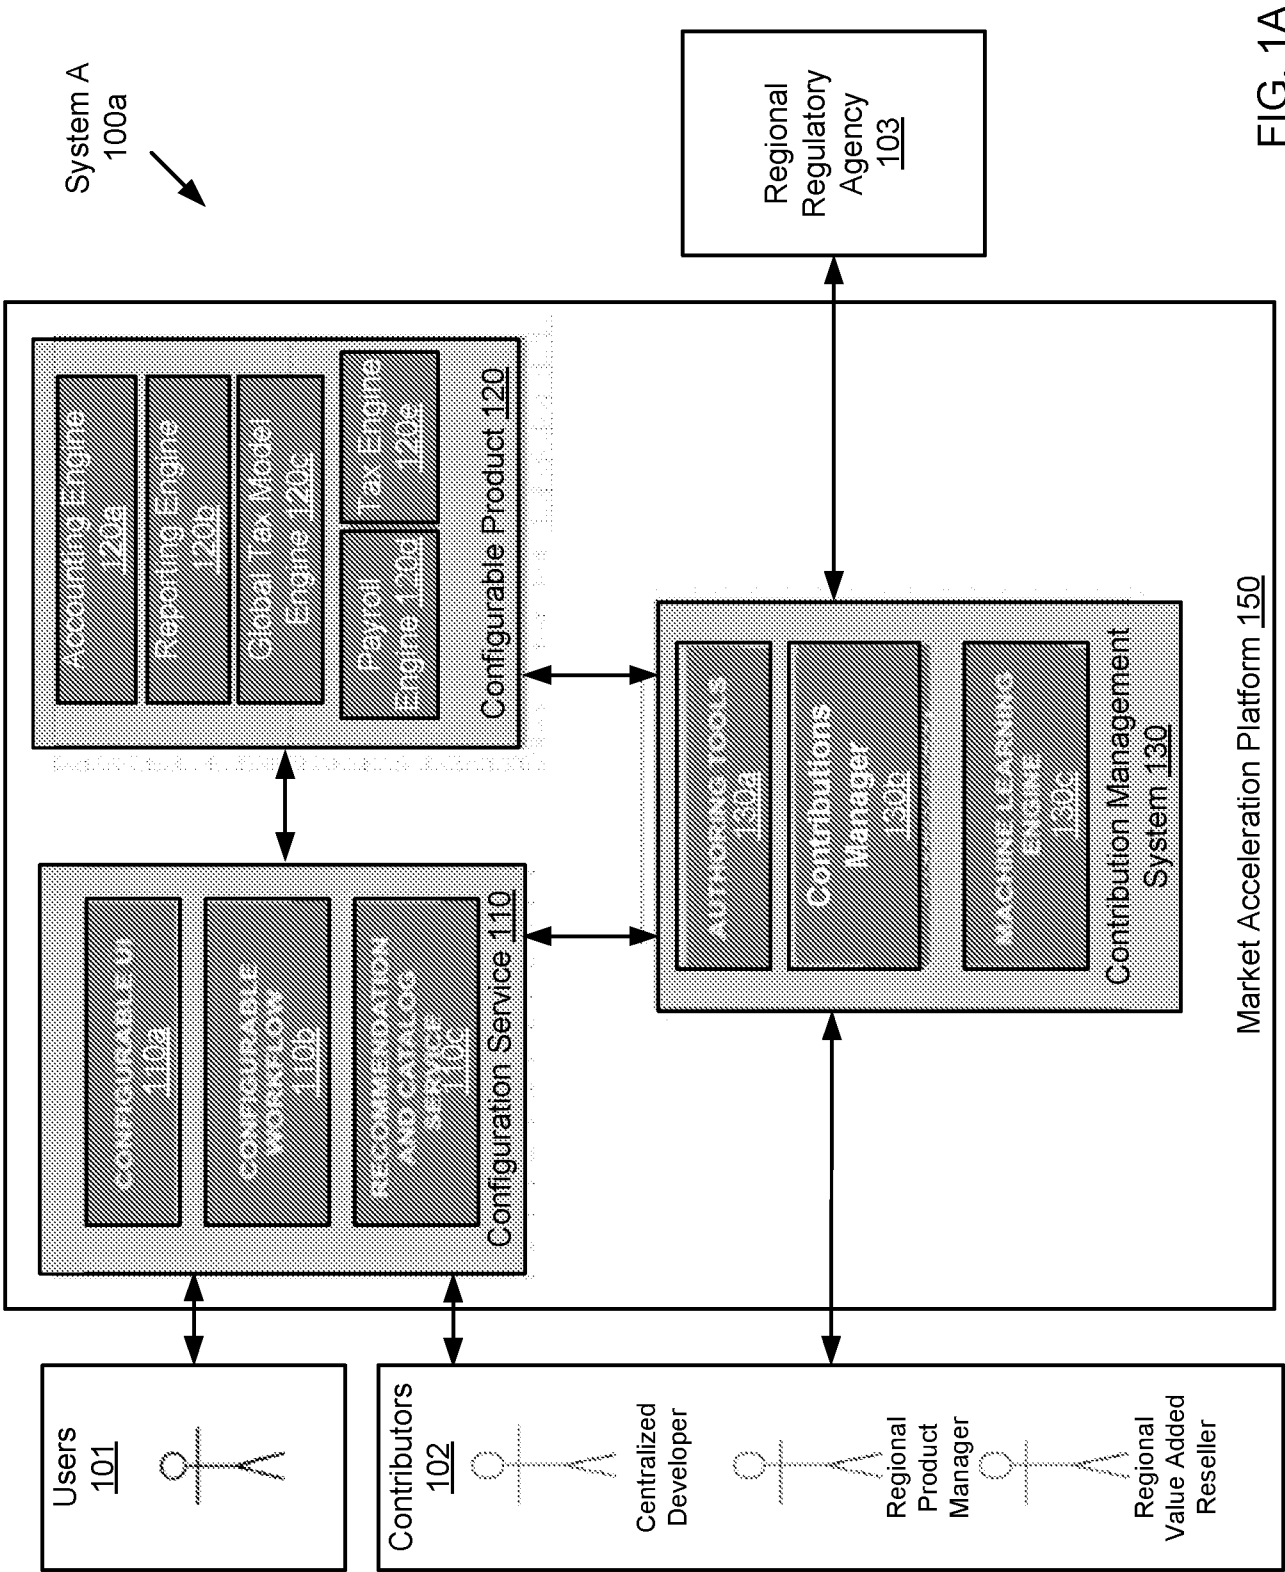 System A
100a
Users
101
Contributors
102
Centralized
Developer
Regional
Product
Manager
Regional
Value Added
Reseller
CONFIGURABLE UI
110a
CONFIGURABLE
WORKFLOW
110b
RECOMMENDATION
AND CATALOG
SERVICE
110c
Configuration Service 110
Accounting Engine
120a
Reporting Engine
120b
Global Tax Model
Engine 120c
Payroll
Engine 120d
Tax Engine
120e
Configurable Product 120
AUTHORING TOOLS
130a
Contributions
Manager
130b
MACHINE LEARNING
ENGINE
130c
Contribution Management
System 130
Market Acceleration Platform 150
Regional
Regulatory
Agency
103
FIG. 1A